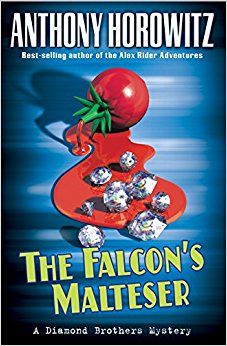 ANTHONY HOROWITZ
Best-selling author of the Alex Rider Adventures
THE FALCON'S
MALTESER
A Diamond Brothers Mystery